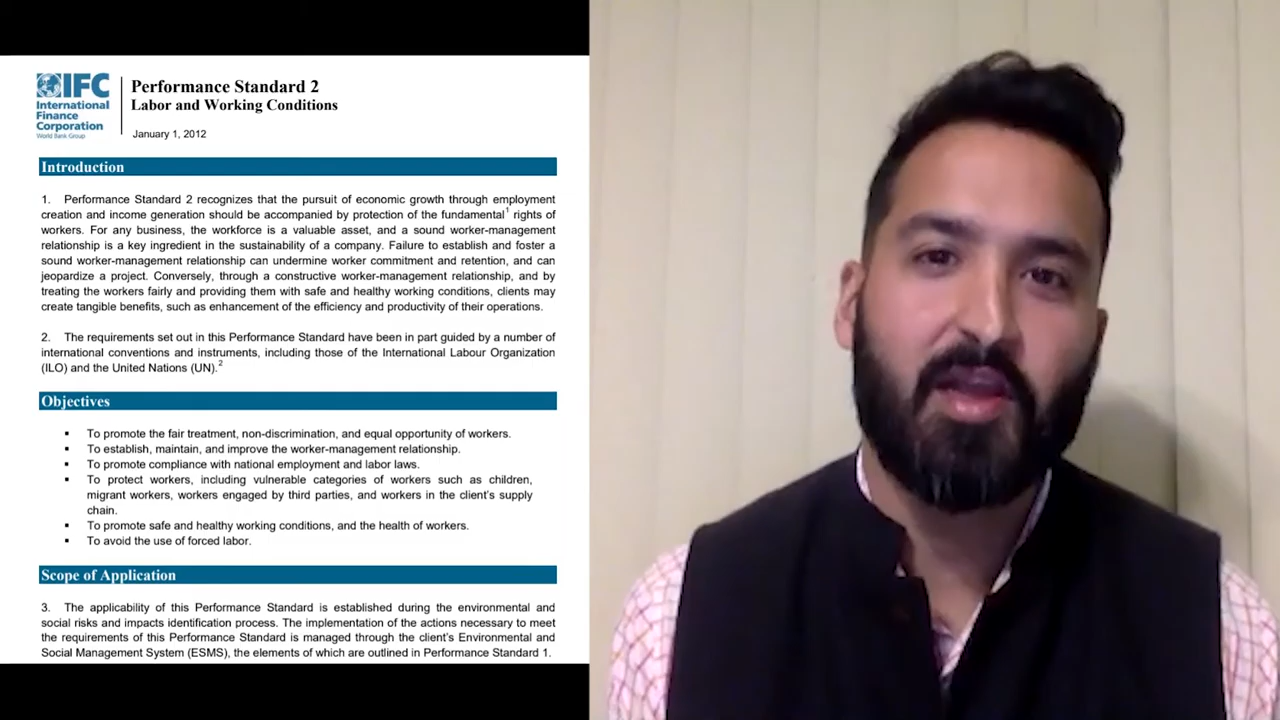 IFC
International
Finance
Corporation
World Bank Group
Performance Standard 2
Labor and Working Conditions
January 1, 2012
Introduction
1. Performance Standard 2 recognizes that the pursuit of economic growth through employment
creation and income generation should be accompanied by protection of the fundamental1 rights of
workers. For any business, the workforce is a valuable asset, and a sound worker-management
relationship is a key ingredient in the sustainability of a company. Failure to establish and foster a
sound worker-management relationship can undermine worker commitment and retention, and can
jeopardize a project. Conversely, through a constructive worker-management relationship, and by
treating the workers fairly and providing them with safe and healthy working conditions, clients may
create tangible benefits, such as enhancement of the efficiency and productivity of their operations.
2. The requirements set out in this Performance Standard have been in part guided by a number of
international conventions and instruments, including those of the International Labour Organization
(ILO) and the United Nations (UN).2
Objectives
▪ To promote the fair treatment, non-discrimination, and equal opportunity of workers.
▪ To establish, maintain, and improve the worker-management relationship.
▪ To promote compliance with national employment and labor laws.
▪ To protect workers, including vulnerable categories of workers such as children,
migrant workers, workers engaged by third parties, and workers in the client's supply
chain.
▪ To promote safe and healthy working conditions, and the health of workers.
▪ To avoid the use of forced labor.
Scope of Application
3. The applicability of this Performance Standard is established during the environmental and
social risks and impacts identification process. The implementation of the actions necessary to meet
the requirements of this Performance Standard is managed through the client's Environmental and
Social Management System (ESMS), the elements of which are outlined in Performance Standard 1.